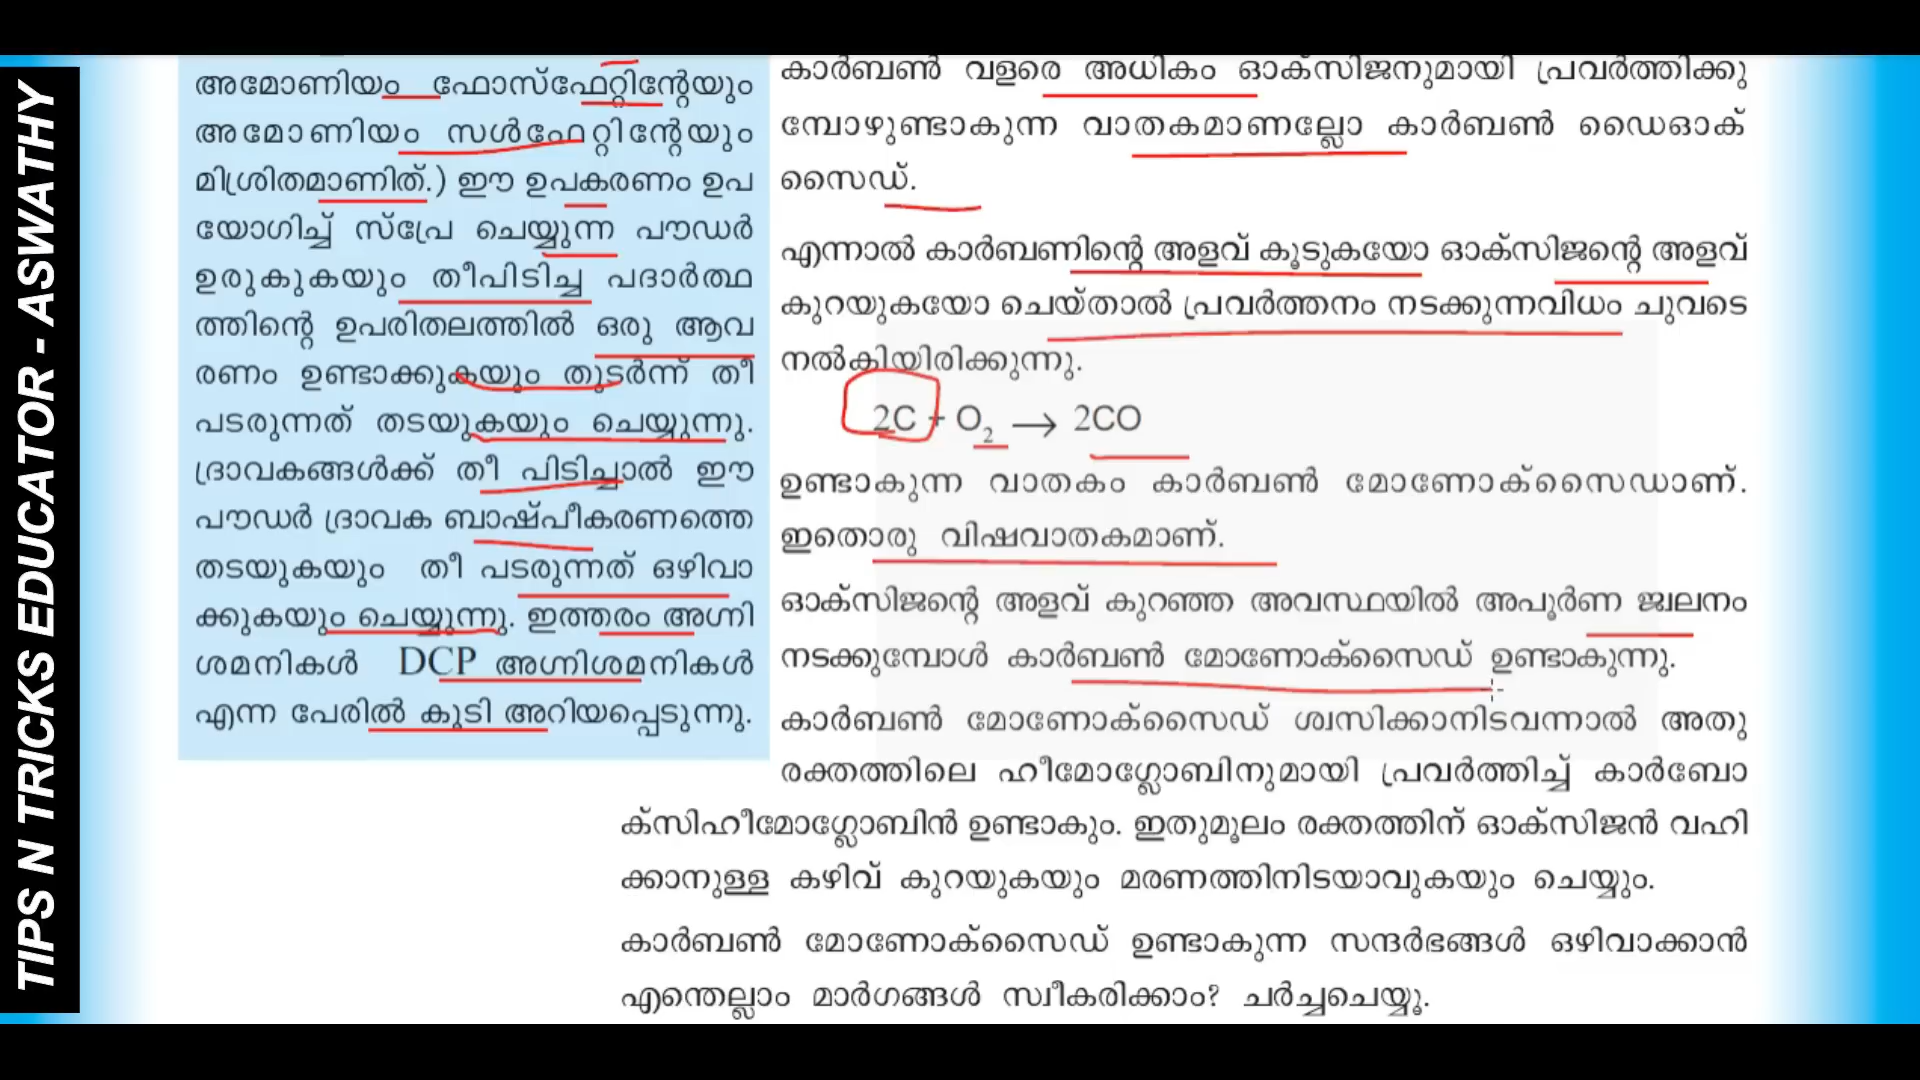 TIPS N TRICKS EDUCATOR - ASWATHY
അമോണിയം ഫോസ്ഫേറ്റിന്റേയും
അമോണിയം സൾഫേറ്റിന്റേയും
മിശ്രിതമാണിത്.) ഈ ഉപകരണം ഉപ
യോഗിച്ച് സ്പ്രേ ചെയ്യുന്ന പൗഡർ
ഉരുകുകയും തീപിടിച്ച പദാർത്ഥ
ത്തിന്റെ ഉപരിതലത്തിൽ ഒരു ആവ
രണം ഉണ്ടാക്കുകയും തുടർന്ന് തീ
പടരുന്നത് തടയുകയും ചെയ്യുന്നു.
ദ്രാവകങ്ങൾക്ക് തീ പിടിച്ചാൽ ഈ
പൗഡർ ദ്രാവക ബാഷ്പീകരണത്തെ
തടയുകയും തീ പടരുന്നത് ഒഴിവാ
ക്കുകയും ചെയ്യുന്നു. ഇത്തരം അഗ്നി
ശമനികൾ DCP അഗ്നിശമനികൾ
എന്ന പേരിൽ കൂടി അറിയപ്പെടുന്നു.
കാർബൺ വളരെ അധികം ഓക്സിജനുമായി പ്രവർത്തിക്കു
മ്പോഴുണ്ടാകുന്ന വാതകമാണല്ലോ കാർബൺ ഡൈഓക്
സൈഡ്.
എന്നാൽ കാർബണിന്റെ അളവ് കൂടുകയോ ഓക്സിജന്റെ അളവ്
കുറയുകയോ ചെയ്താൽ പ്രവർത്തനം നടക്കുന്നവിധം ചുവടെ
നൽകിയിരിക്കുന്നു.
2C + O₂ → 2CO
ഉണ്ടാകുന്ന വാതകം കാർബൺ മോണോക്സൈഡാണ്.
ഇതൊരു വിഷവാതകമാണ്.
ഓക്സിജന്റെ അളവ് കുറഞ്ഞ അവസ്ഥയിൽ അപൂർണ ജ്വലനം
നടക്കുമ്പോൾ കാർബൺ മോണോക്സൈഡ് ഉണ്ടാകുന്നു.
കാർബൺ മോണോക്സൈഡ് ശ്വസിക്കാനിടവന്നാൽ അതു
രക്തത്തിലെ ഹീമോഗ്ലോബിനുമായി പ്രവർത്തിച്ച് കാർബോ
ക്സിഹീമോഗ്ലോബിൻ ഉണ്ടാകും. ഇതുമൂലം രക്തത്തിന് ഓക്സിജൻ വഹി
ക്കാനുള്ള കഴിവ് കുറയുകയും മരണത്തിനിടയാവുകയും ചെയ്യും.
കാർബൺ മോണോക്സൈഡ് ഉണ്ടാകുന്ന സന്ദർഭങ്ങൾ ഒഴിവാക്കാൻ
എന്തെല്ലാം മാർഗങ്ങൾ സ്വീകരിക്കാം? ചർച്ചചെയ്യൂ.